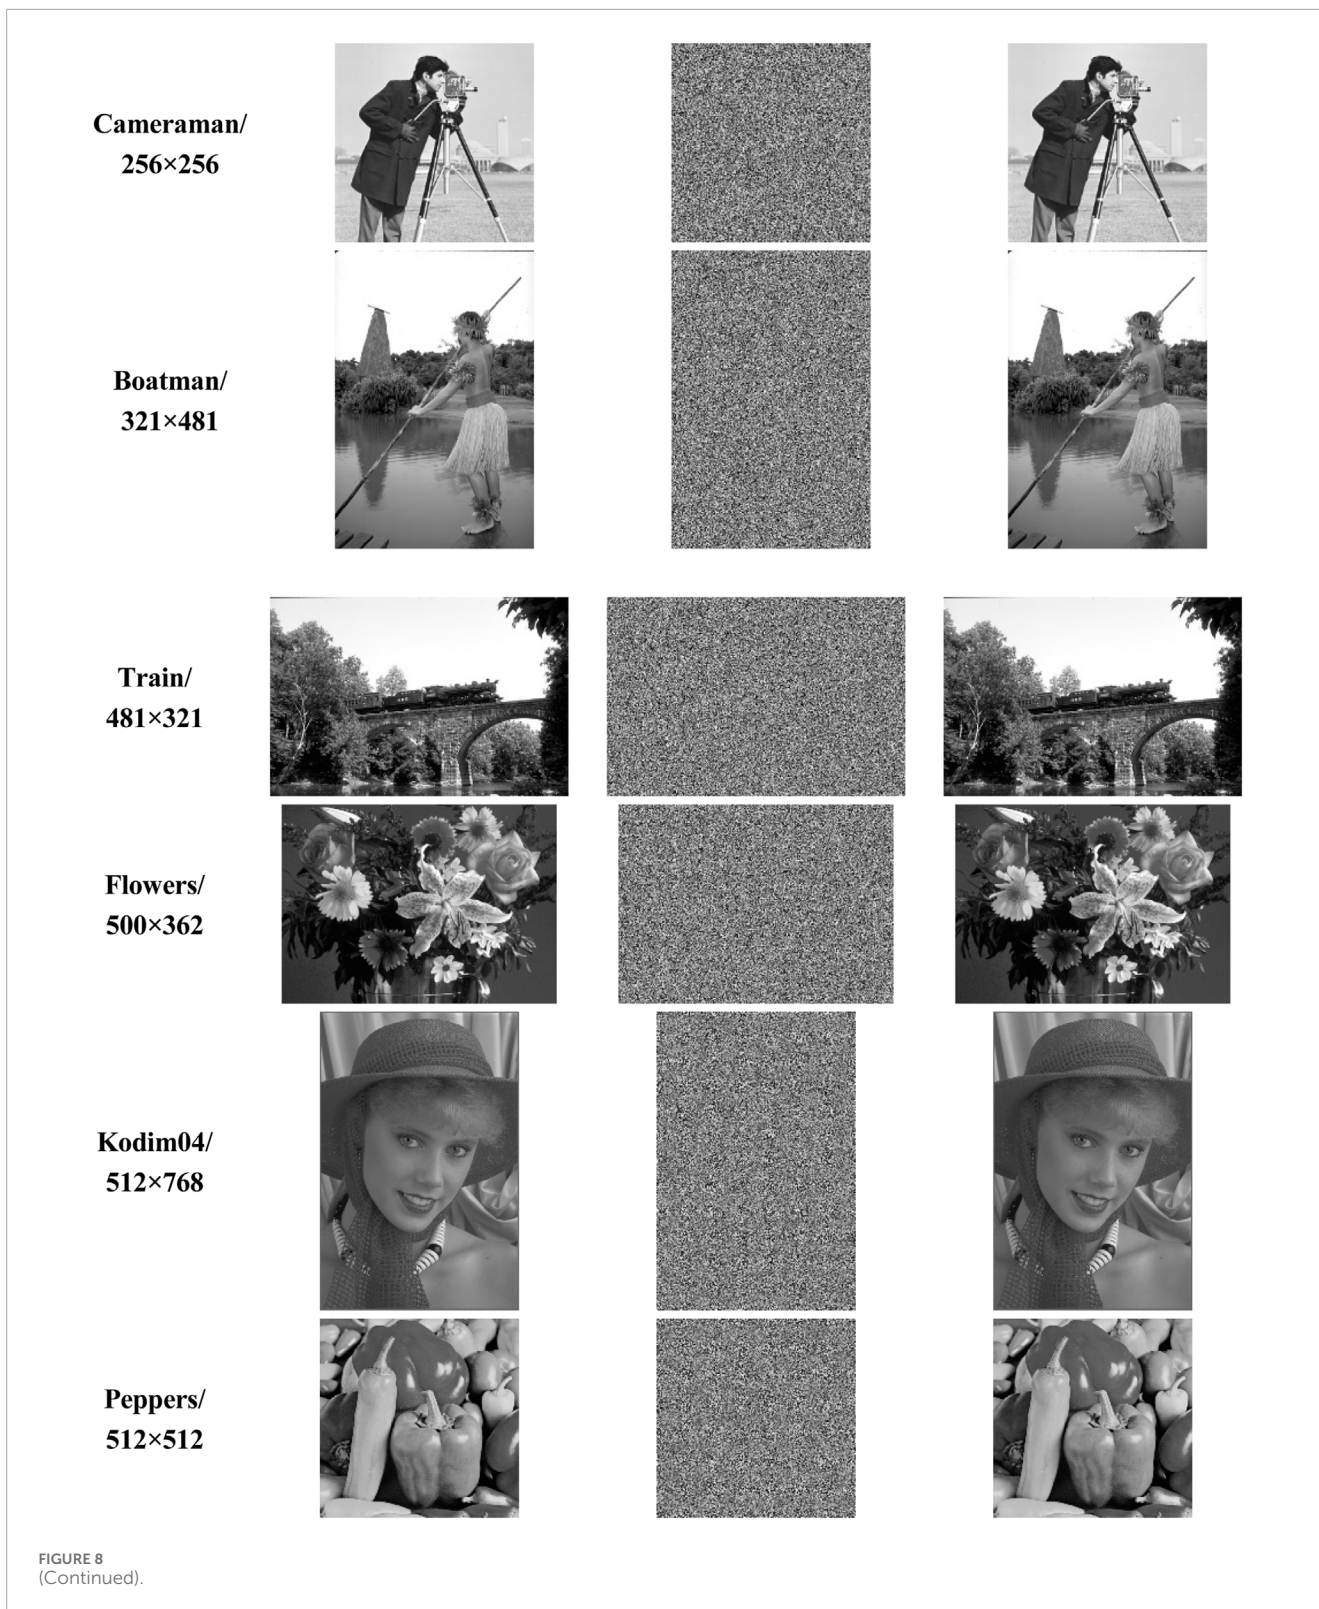 Cameraman/
256×256
Boatman/
321×481
Train/
481×321
Flowers/
500×362
Kodim04/
512×768
Peppers/
512×512
FIGURE 8
(Continued).